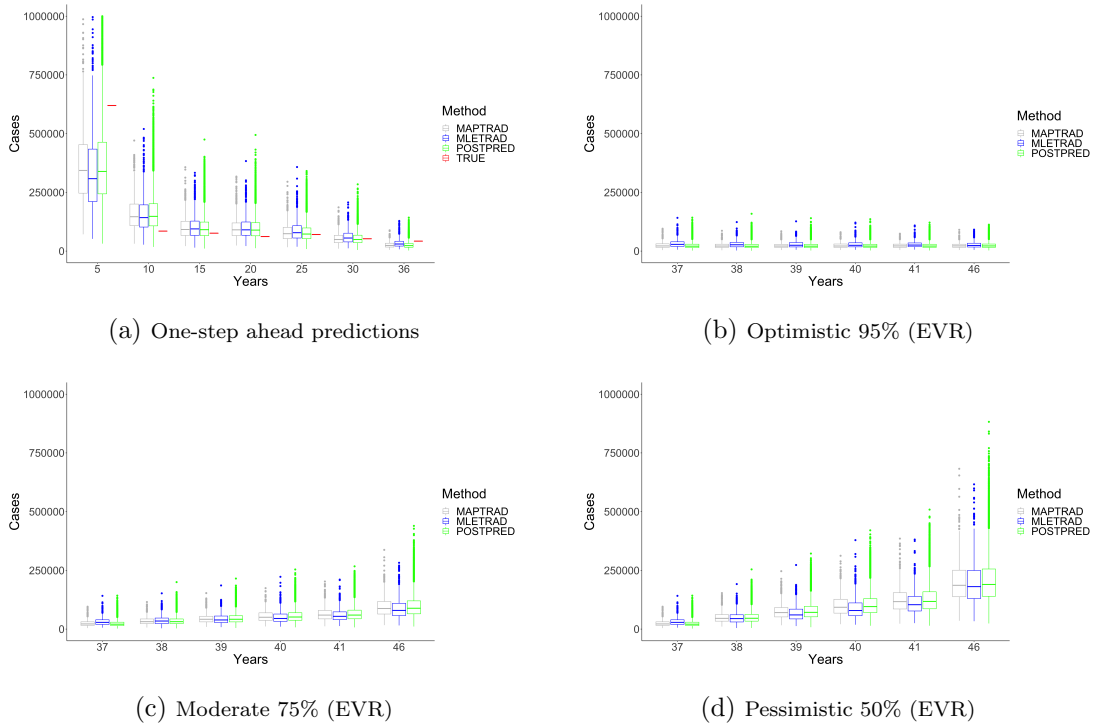 1000000
750000
500000
250000
0
Cases
5 10 15 20 25 30 36
Years
Method
MAPTRAD
MLETRAD
POSTPRED
TRUE
(a) One-step ahead predictions
1000000
750000
500000
250000
0
Cases
37 38 39 40 41 46
Years
Method
MAPTRAD
MLETRAD
POSTPRED
(b) Optimistic 95% (EVR)
1000000
750000
500000
250000
0
Cases
37 38 39 40 41 46
Years
Method
MAPTRAD
MLETRAD
POSTPRED
(c) Moderate 75% (EVR)
1000000
750000
500000
250000
0
Cases
37 38 39 40 41 46
Years
Method
MAPTRAD
MLETRAD
POSTPRED
(d) Pessimistic 50% (EVR)